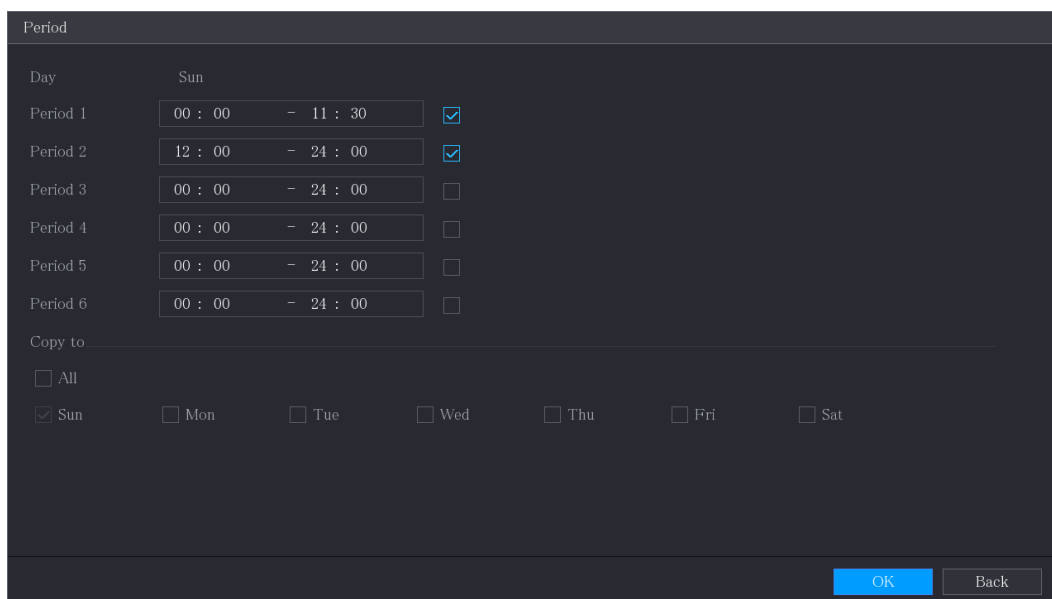 Period
Day Sun
Period 1 00 : 00 - 11 : 30
Period 2 12 : 00 - 24 : 00
Period 3 00 : 00 - 24 : 00
Period 4 00 : 00 - 24 : 00
Period 5 00 : 00 - 24 : 00
Period 6 00 : 00 - 24 : 00
Copy to
All
Sun Mon Tue Wed Thu Fri Sat
OK Back